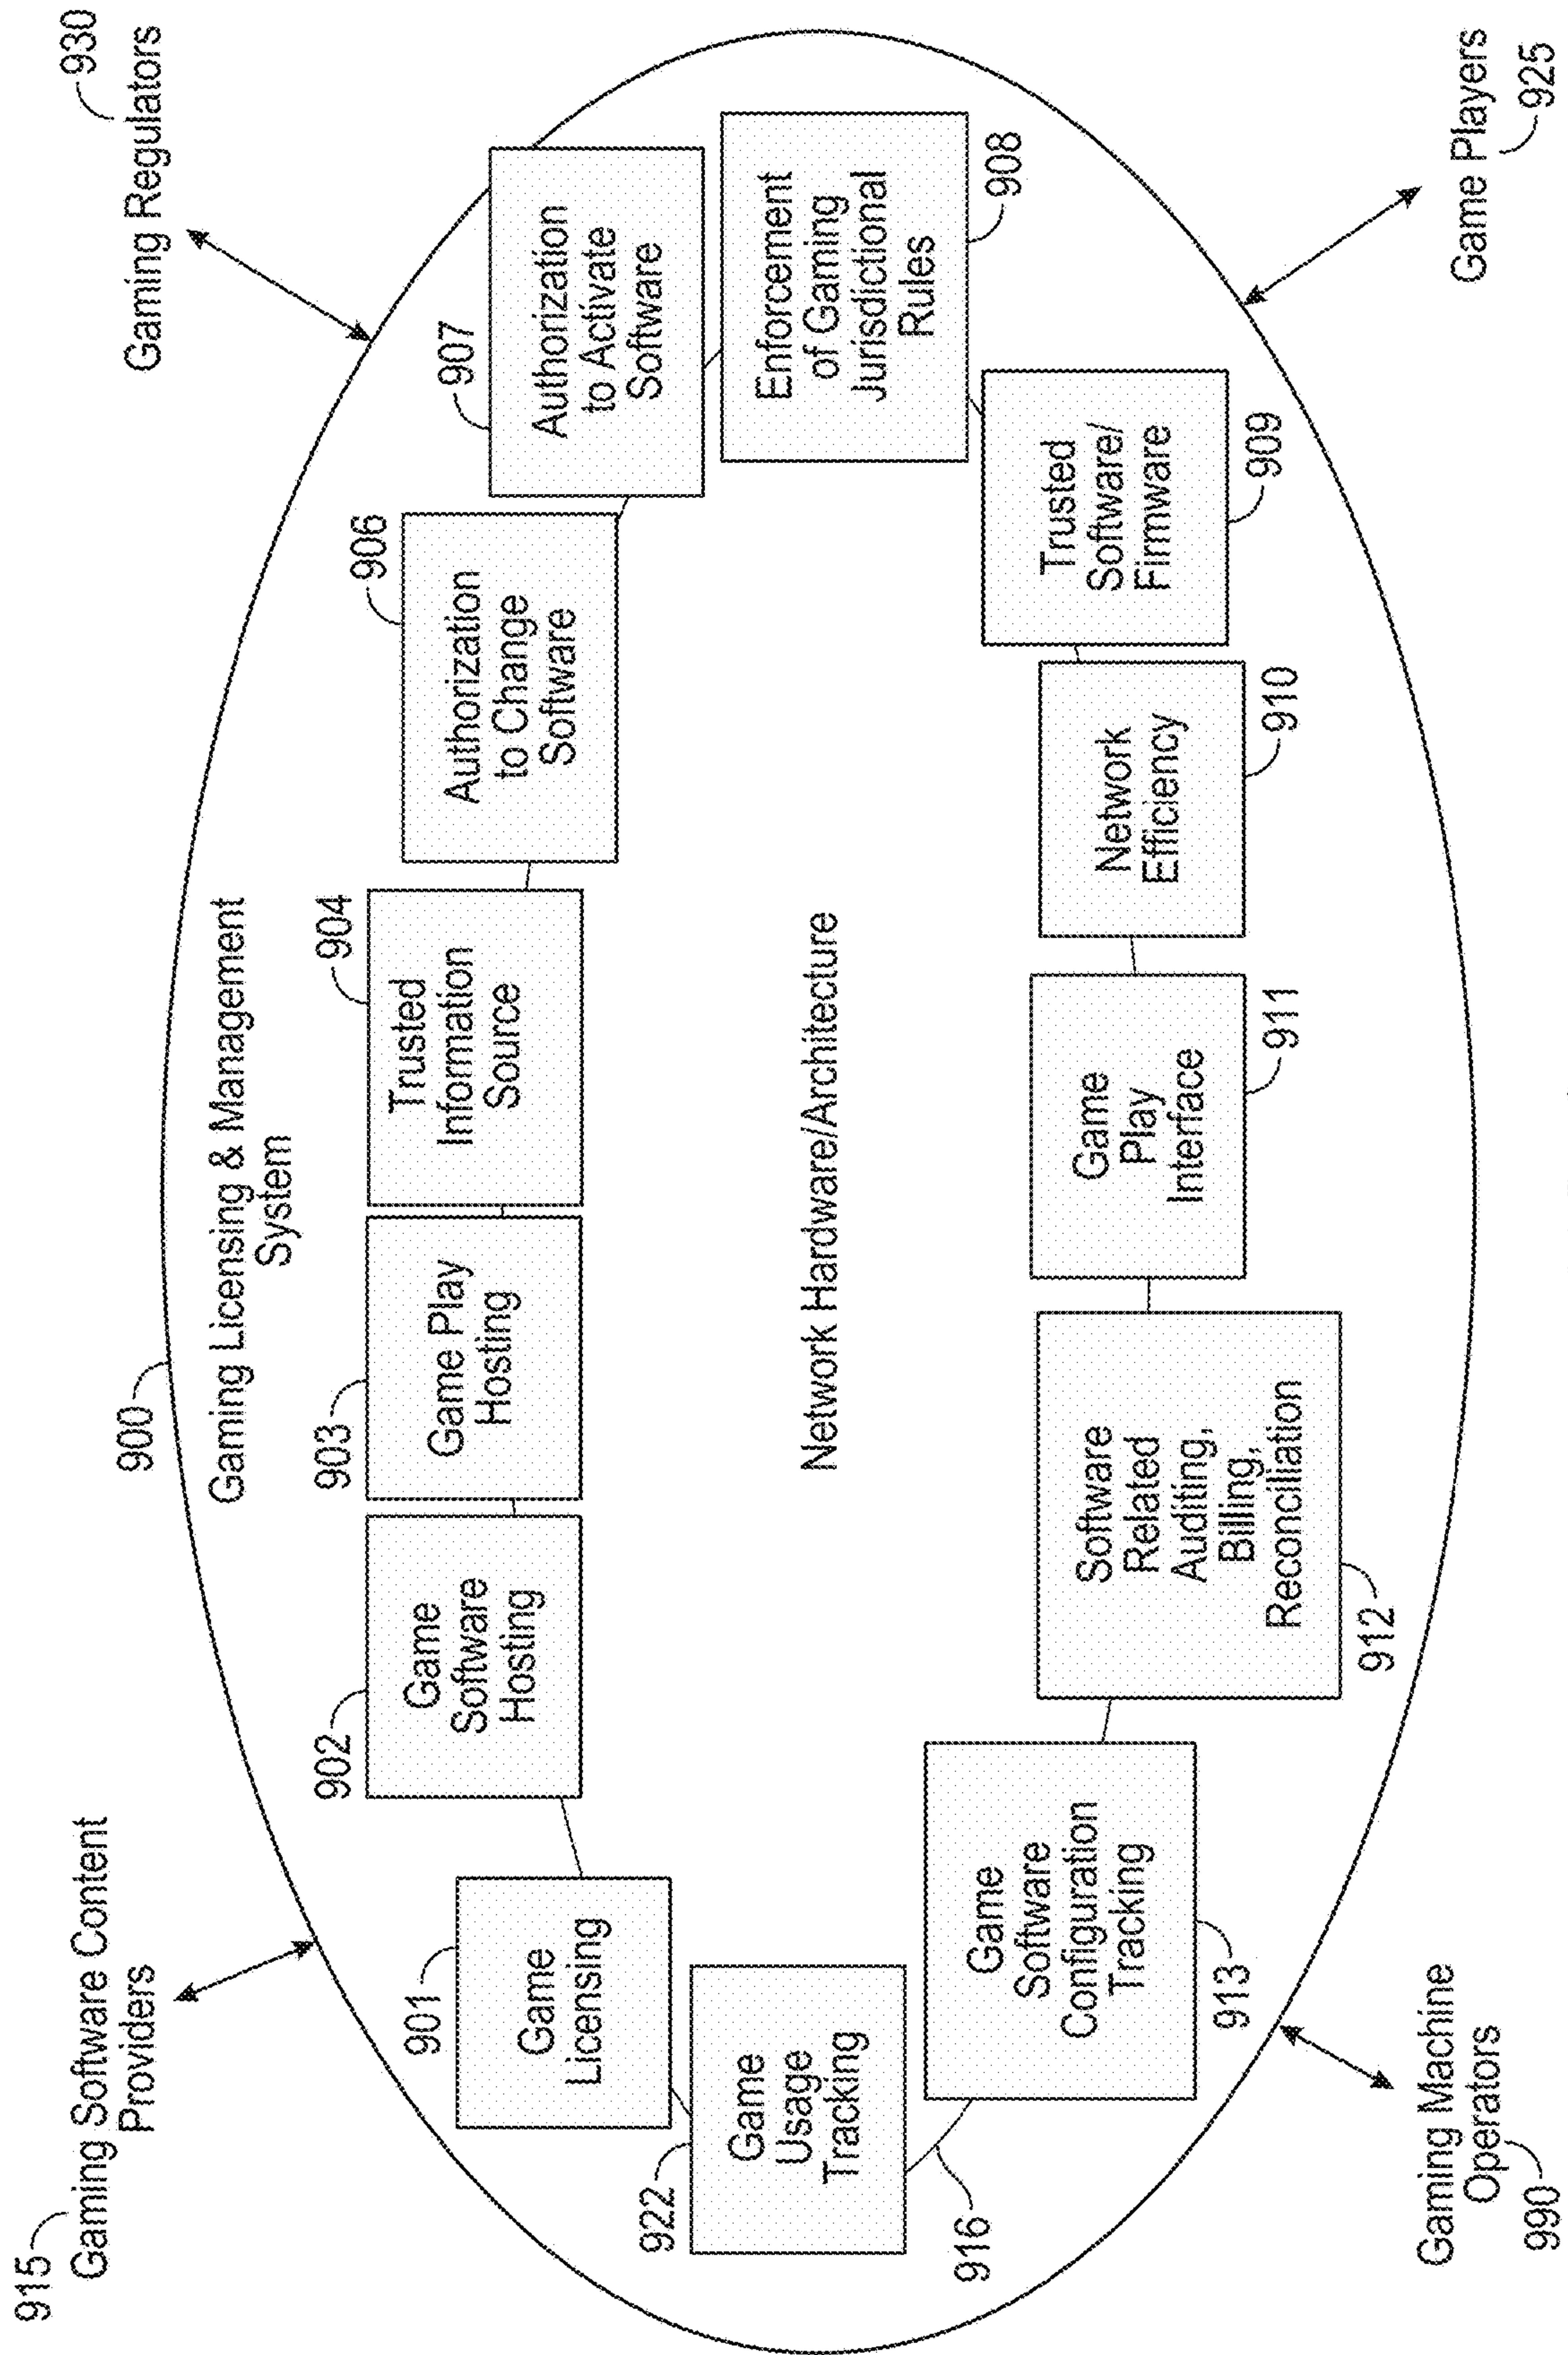 930
Gaming Regulators
915
Gaming Software Content
Providers
900
Gaming Licensing & Management
System
901
Game
Licensing
902
Game
Software
Hosting
903
Game Play
Hosting
904
Trusted
Information
Source
906
Authorization
to Change
Software
907
Authorization
to Activate
Software
Enforcement
of Gaming
Jurisdictional
Rules
908
922
Game
Usage
Tracking
916
Network Hardware/Architecture
Game
Software
Configuration
Tracking
913
Software
Related
Auditing,
Billing,
Reconciliation
912
Game
Play
Interface
911
Network
Efficiency
910
Trusted
Software/
Firmware
909
Gaming Machine
Operators
990
Game Players
925